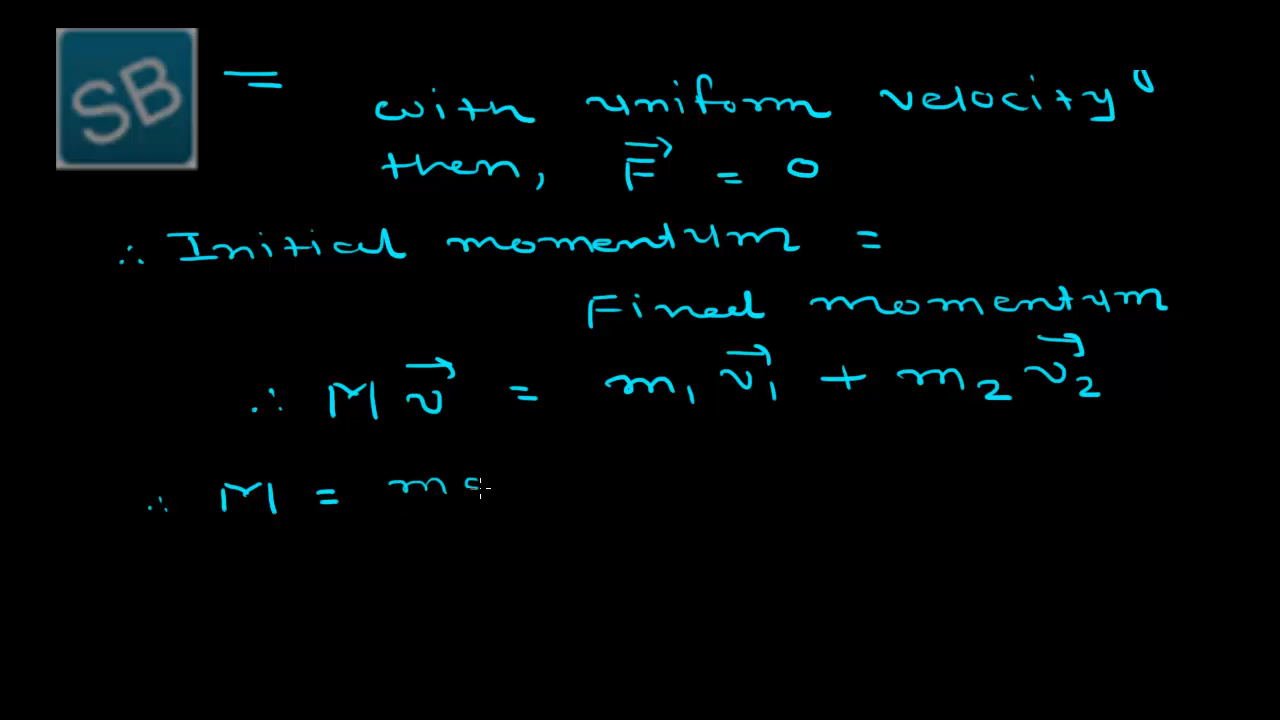 SB
with uniform velocity"
then, F⃗ = 0
∴ Initial momentum =
Final momentum
∴ M v⃗ = m₁ v⃗₁ + m₂ v⃗₂
∴ M =